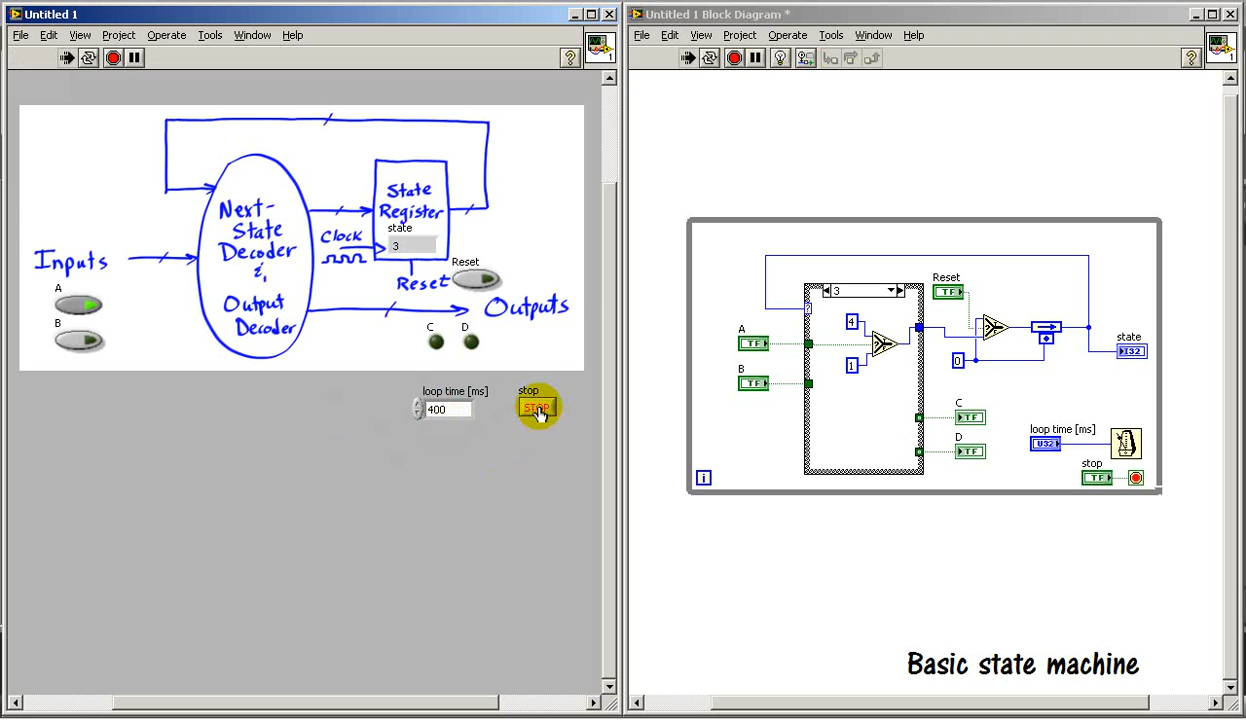 Untitled 1
File Edit View Project Operate Tools Window Help
?
1
Next-
State
Decoder
&
Output
Decoder
State
Register
state
3
Clock
Reset
Reset
Inputs
A
B
Outputs
C D
loop time [ms]
400
stop
STOP
Untitled 1 Block Diagram *
File Edit View Project Operate Tools Window Help
?
1
3
?
Reset
TF
4
?
F
1
?
F
0
A
TF
B
TF
state
I32
C
TF
D
TF
loop time [ms]
U32
stop
TF
i
Basic state machine